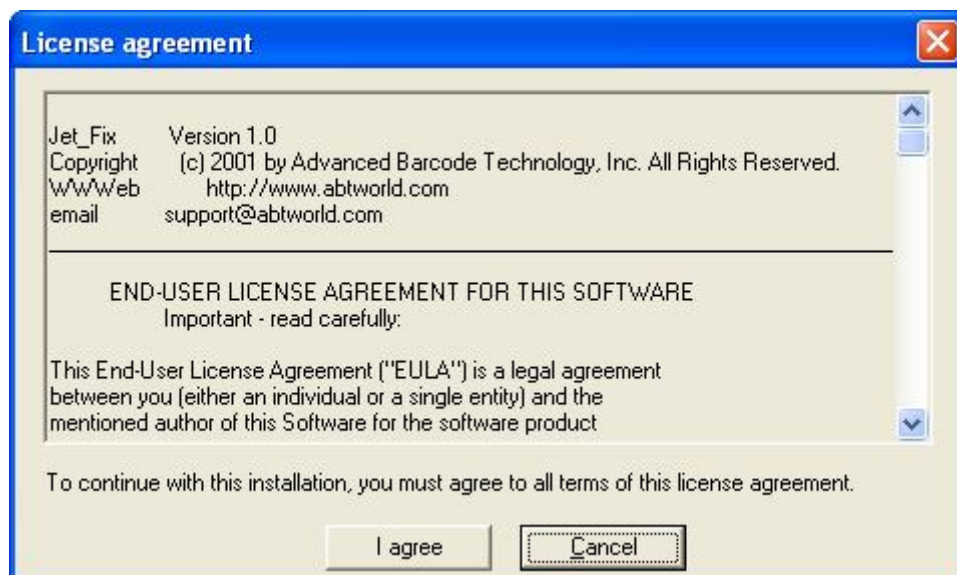 License agreement
Jet_Fix Version 1.0
Copyright (c) 2001 by Advanced Barcode Technology, Inc. All Rights Reserved.
WWWeb http://www.abtworld.com
email support@abtworld.com
END-USER LICENSE AGREEMENT FOR THIS SOFTWARE
Important - read carefully:
This End-User License Agreement ("EULA") is a legal agreement
between you (either an individual or a single entity) and the
mentioned author of this Software for the software product
To continue with this installation, you must agree to all terms of this license agreement.
I agree Cancel